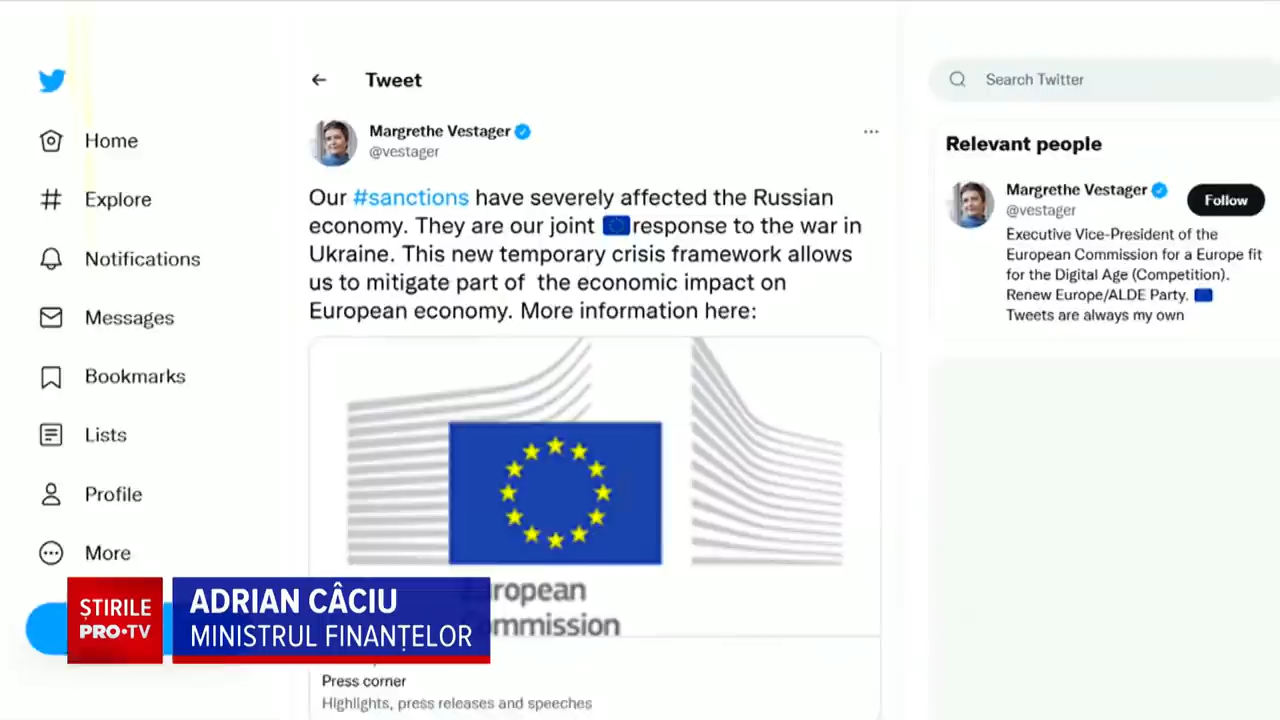 Home
Explore
Notifications
Messages
Bookmarks
Lists
Profile
More
Tweet
Margrethe Vestager
@vestager
Our #sanctions have severely affected the Russian
economy. They are our joint response to the war in
Ukraine. This new temporary crisis framework allows
us to mitigate part of the economic impact on
European economy. More information here:
ropean
mmission
Press corner
Highlights, press releases and speeches
Search Twitter
Relevant people
Margrethe Vestager
@vestager
Follow
Executive Vice-President of the
European Commission for a Europe fit
for the Digital Age (Competition).
Renew Europe/ALDE Party.
Tweets are always my own
ȘTIRILE
PRO•TV
ADRIAN CÂCIU
MINISTRUL FINANȚELOR